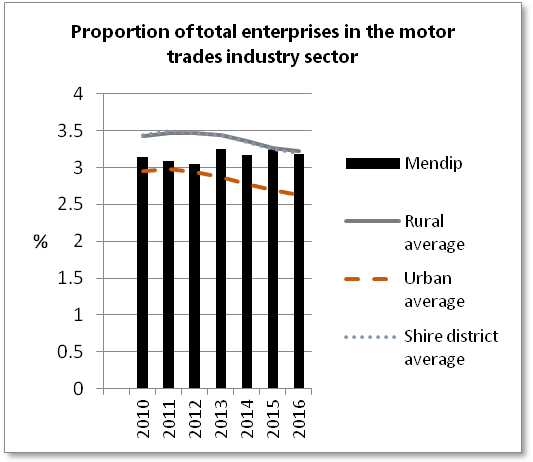 Proportion of total enterprises in the motor
trades industry sector
4
3.5
3
2.5
2
1.5
1
0.5
0
%
2010
2011
2012
2013
2014
2015
2016
Mendip
Rural
average
Urban
average
Shire district
average